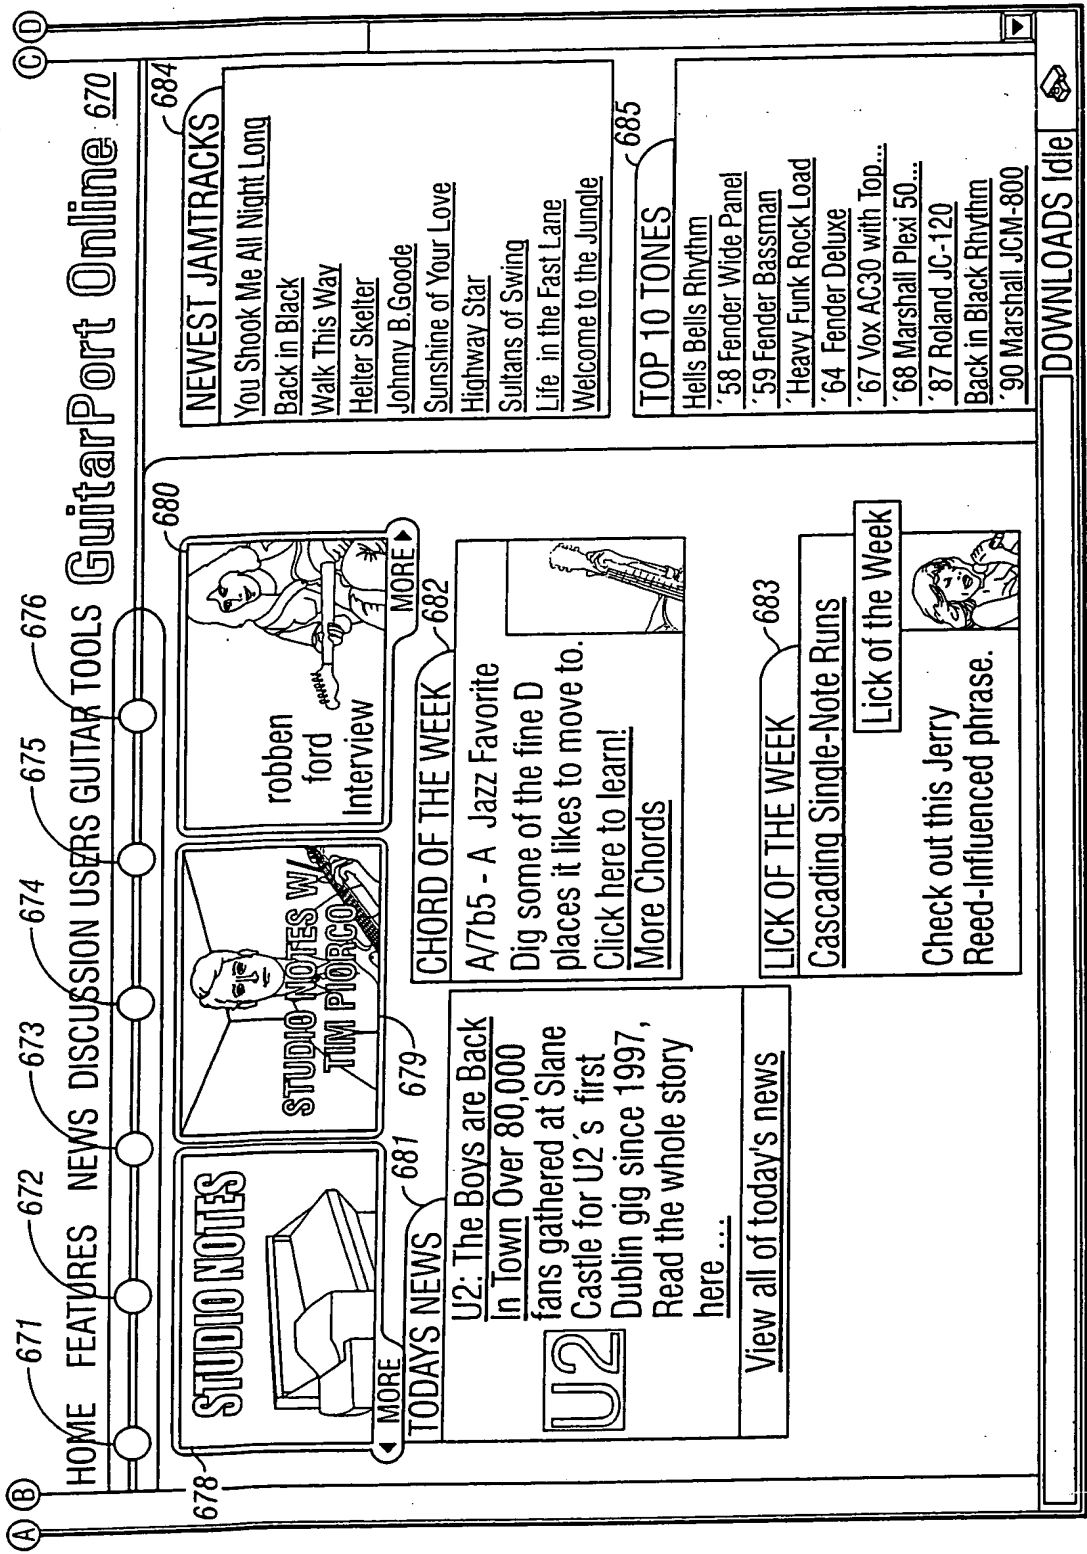 A B
C D
671
672
673
674
675
676
HOME FEATURES NEWS DISCUSSION USERS GUITAR TOOLS GuitarPort Online 670
678
STUDIO NOTES
MORE
STUDIO NOTES W/
TIM PIORCO
679
680
robben
ford
Interview
MORE
681
TODAYS NEWS
U2: The Boys are Back
In Town Over 80,000
fans gathered at Slane
Castle for U2´s first
Dublin gig since 1997,
Read the whole story
here ...
U2
View all of today's news
682
CHORD OF THE WEEK
A/7b5 - A Jazz Favorite
Dig some of the fine D
places it likes to move to.
Click here to learn!
More Chords
683
LICK OF THE WEEK
Cascading Single-Note Runs
Lick of the Week
Check out this Jerry
Reed-Influenced phrase.
684
NEWEST JAMTRACKS
You Shook Me All Night Long
Back in Black
Walk This Way
Helter Skelter
Johnny B.Goode
Sunshine of Your Love
Highway Star
Sultans of Swing
Life in the Fast Lane
Welcome to the Jungle
685
TOP 10 TONES
Hells Bells Rhythm
´58 Fender Wide Panel
´59 Fender Bassman
´Heavy Funk Rock Load
´64 Fender Deluxe
´67 Vox AC30 with Top...
´68 Marshall Plexi 50...
´87 Roland JC-120
Back in Black Rhythm
´90 Marshall JCM-800
DOWNLOADS Idle